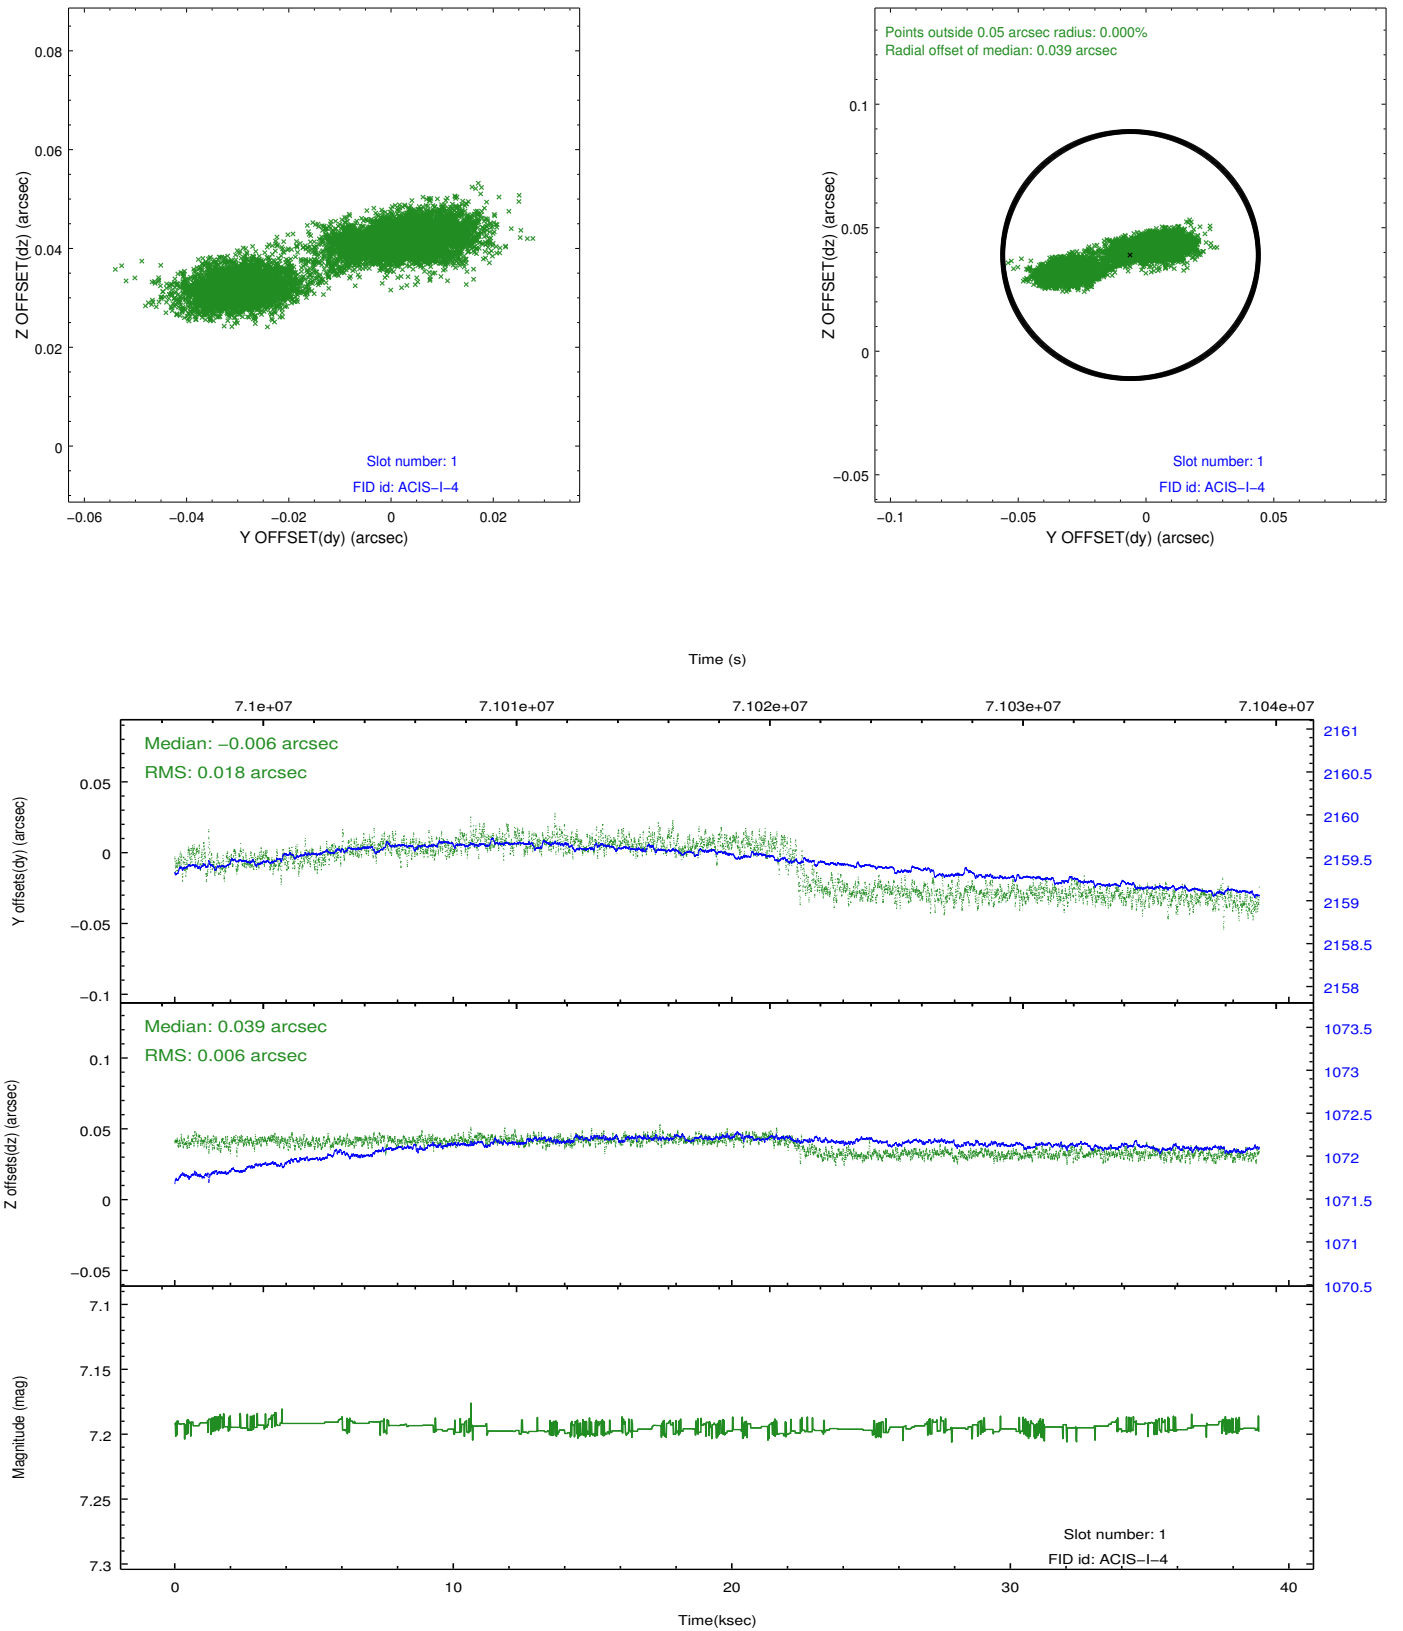 0.08
0.06
0.04
0.02
0
Z OFFSET(dz) (arcsec)
Slot number: 1
FID id: ACIS−I−4
−0.06 −0.04 −0.02 0 0.02
Y OFFSET(dy) (arcsec)
Points outside 0.05 arcsec radius: 0.000%
Radial offset of median: 0.039 arcsec
0.1
0.05
0
−0.05
Z OFFSET(dz) (arcsec)
Slot number: 1
FID id: ACIS−I−4
−0.1 −0.05 0 0.05
Y OFFSET(dy) (arcsec)
Time (s)
7.1e+07 7.101e+07 7.102e+07 7.103e+07 7.104e+07
Median: −0.006 arcsec
RMS: 0.018 arcsec
0.05
0
−0.05
−0.1
Y offsets(dy) (arcsec)
2161
2160.5
2160
2159.5
2159
2158.5
2158
Median: 0.039 arcsec
RMS: 0.006 arcsec
0.1
0.05
0
−0.05
Z offsets(dz) (arcsec)
1073.5
1073
1072.5
1072
1071.5
1071
1070.5
7.1
7.15
7.2
7.25
7.3
Magnitude (mag)
Slot number: 1
FID id: ACIS−I−4
0 10 20 30 40
Time(ksec)